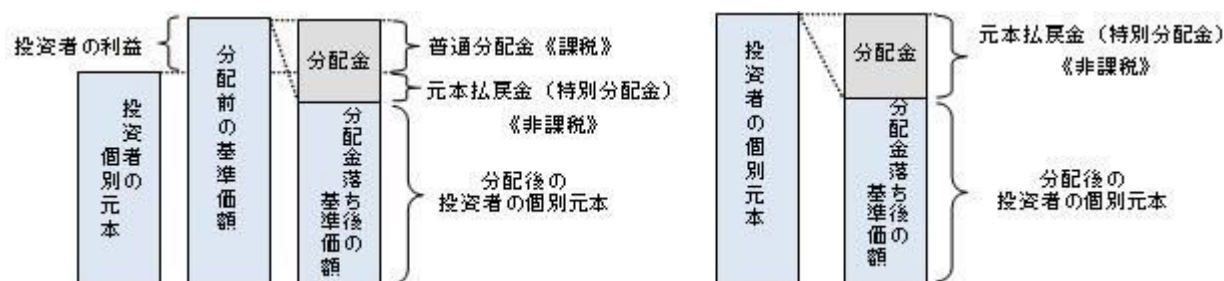 投資者の利益
投資者の
個別元本
分配前の基準価額
分配金
分配金落ち後の
基準価額
普通分配金《課税》
元本払戻金（特別分配金）
《非課税》
分配後の
投資者の個別元本
投資者の個別元本
分配金
分配金落ち後の
基準価額
元本払戻金（特別分配金）
《非課税》
分配後の
投資者の個別元本